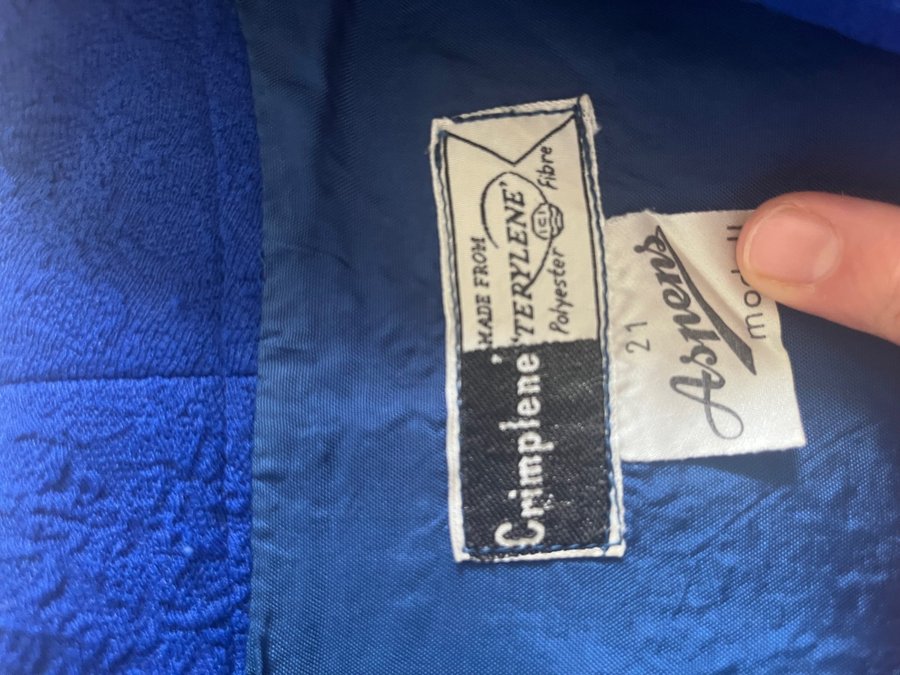 'Crimplene'
MADE FROM
'TERYLENE'
ICI
Polyester Fibre
21
Aspens